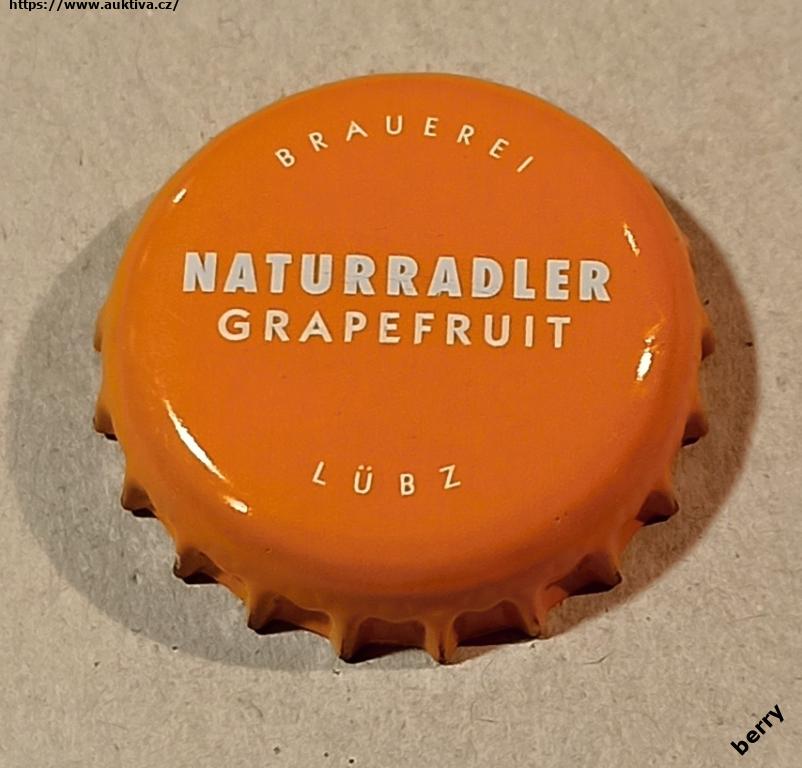 https://www.auktiva.cz/
BRAUEREI
NATURRADLER
GRAPEFRUIT
LÜBZ
berry